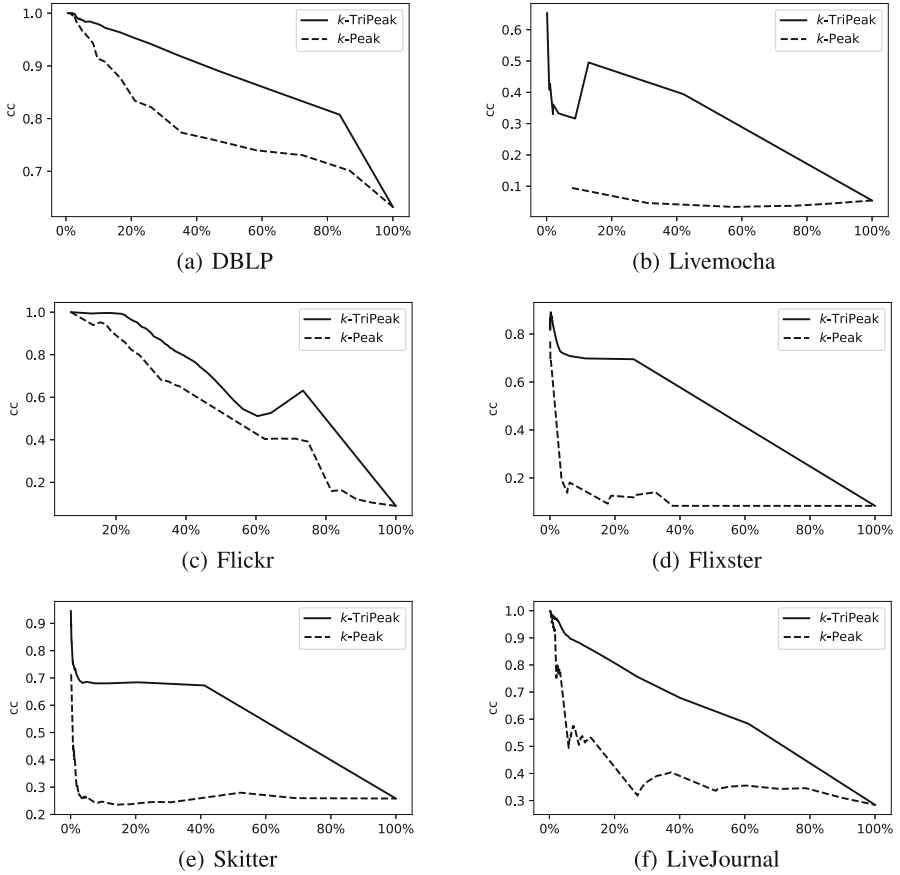 1.0
0.9
0.8
0.7
cc
k-TriPeak
k-Peak
0% 20% 40% 60% 80% 100%
(a) DBLP
0.6
0.5
0.4
0.3
0.2
0.1
cc
k-TriPeak
k-Peak
0% 20% 40% 60% 80% 100%
(b) Livemocha
1.0
0.8
0.6
0.4
0.2
cc
k-TriPeak
k-Peak
20% 40% 60% 80% 100%
(c) Flickr
0.8
0.6
0.4
0.2
cc
k-TriPeak
k-Peak
0% 20% 40% 60% 80% 100%
(d) Flixster
0.9
0.8
0.7
0.6
0.5
0.4
0.3
0.2
cc
k-TriPeak
k-Peak
0% 20% 40% 60% 80% 100%
(e) Skitter
1.0
0.9
0.8
0.7
0.6
0.5
0.4
0.3
cc
k-TriPeak
k-Peak
0% 20% 40% 60% 80% 100%
(f) LiveJournal